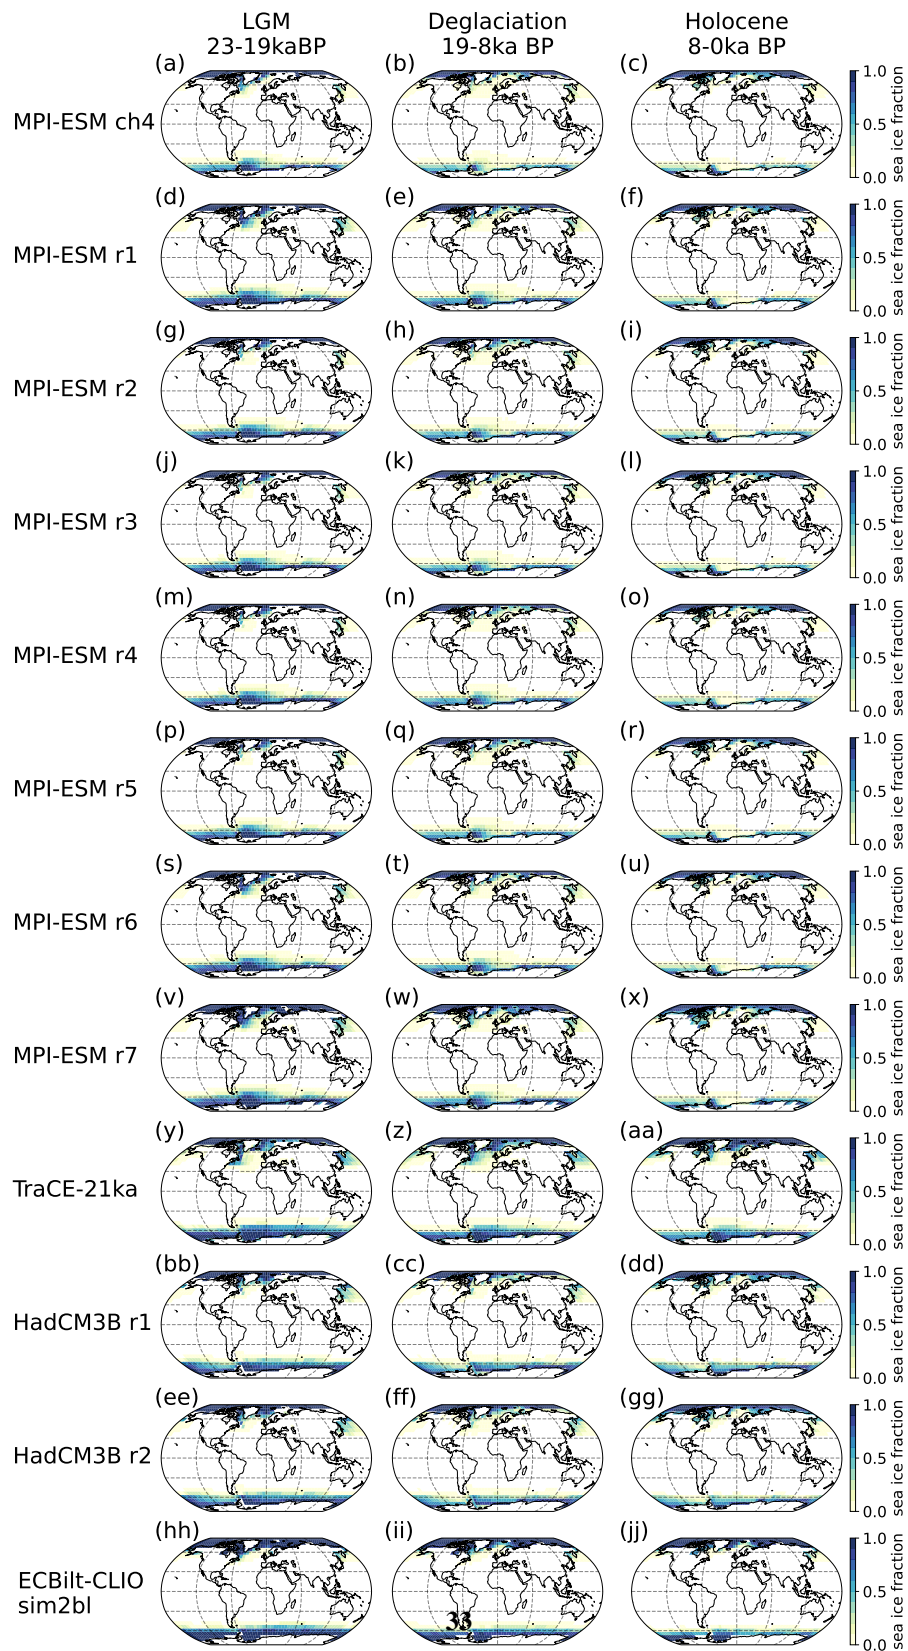 LGM
23-19kaBP
Deglaciation
19-8ka BP
Holocene
8-0ka BP
(a)
(b)
(c)
MPI-ESM ch4
1.0
0.5
0.0
sea ice fraction
(d)
(e)
(f)
MPI-ESM r1
1.0
0.5
0.0
sea ice fraction
(g)
(h)
(i)
MPI-ESM r2
1.0
0.5
0.0
sea ice fraction
(j)
(k)
(l)
MPI-ESM r3
1.0
0.5
0.0
sea ice fraction
(m)
(n)
(o)
MPI-ESM r4
1.0
0.5
0.0
sea ice fraction
(p)
(q)
(r)
MPI-ESM r5
1.0
0.5
0.0
sea ice fraction
(s)
(t)
(u)
MPI-ESM r6
1.0
0.5
0.0
sea ice fraction
(v)
(w)
(x)
MPI-ESM r7
1.0
0.5
0.0
sea ice fraction
(y)
(z)
(aa)
TraCE-21ka
1.0
0.5
0.0
sea ice fraction
(bb)
(cc)
(dd)
HadCM3B r1
1.0
0.5
0.0
sea ice fraction
(ee)
(ff)
(gg)
HadCM3B r2
1.0
0.5
0.0
sea ice fraction
(hh)
(ii)
(jj)
ECBilt-CLIO
sim2bl
33
1.0
0.5
0.0
sea ice fraction